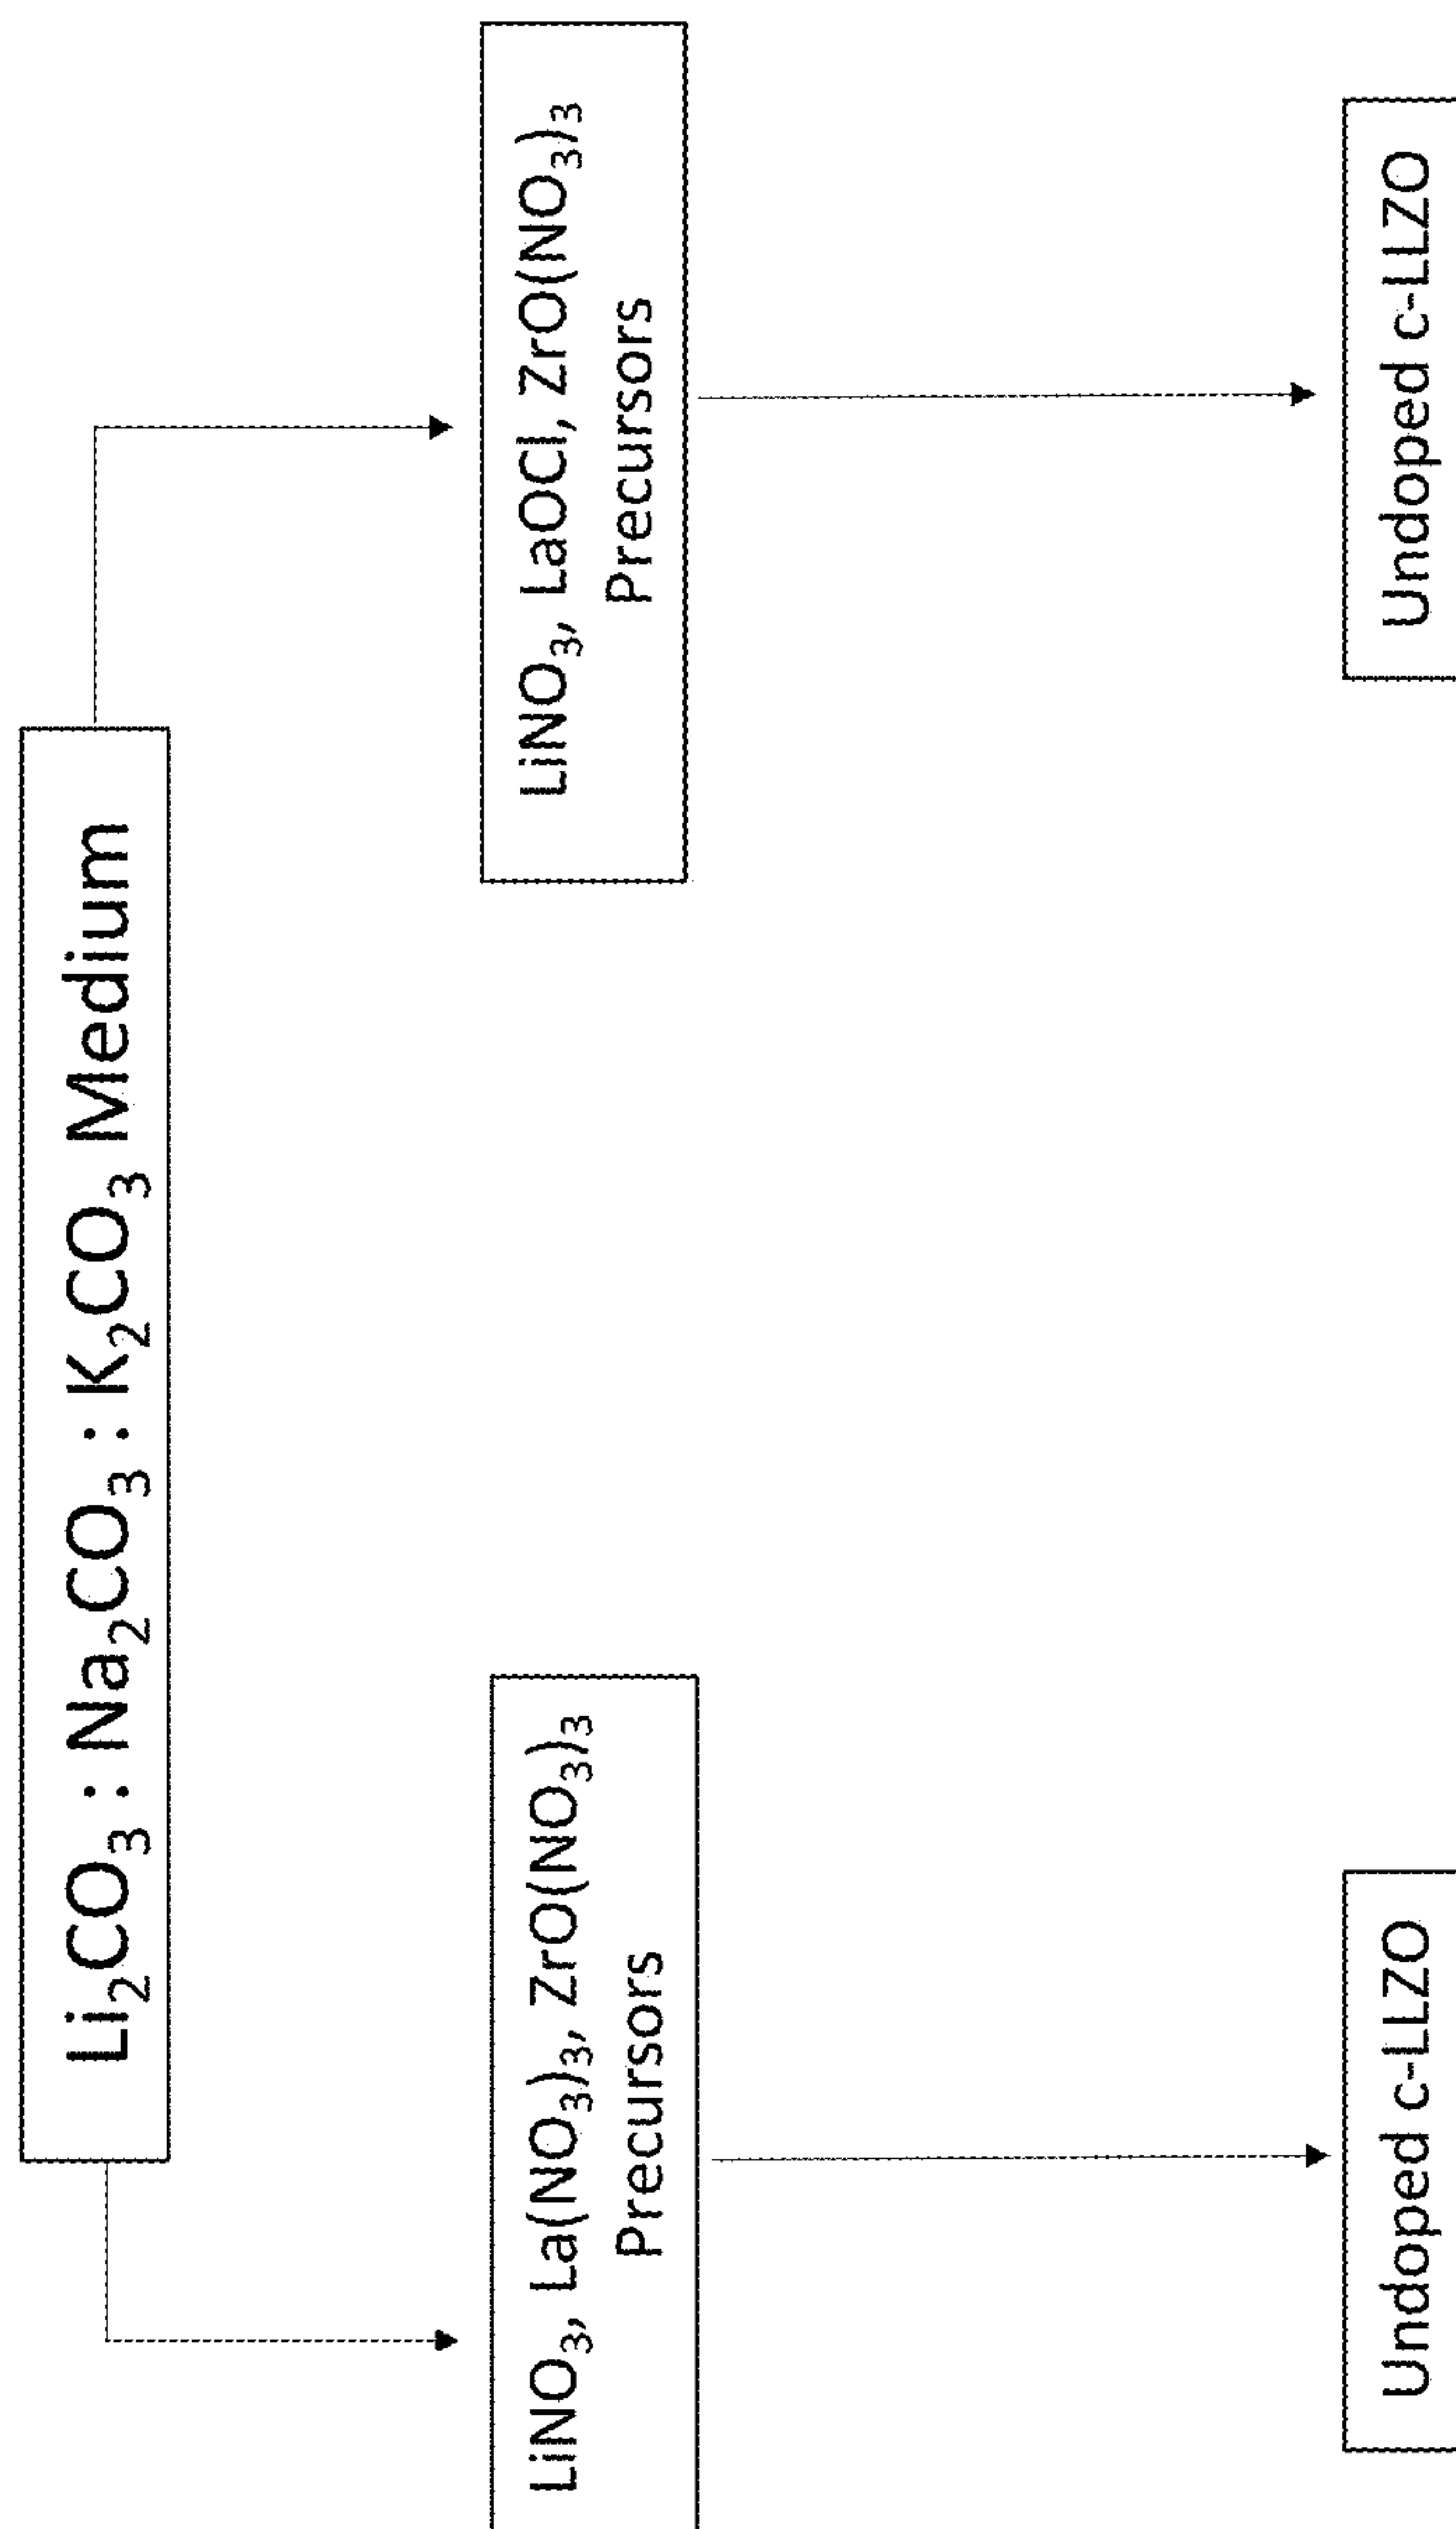 Li₂CO₃ : Na₂CO₃ : K₂CO₃ Medium
LiNO₃, La(NO₃)₃, ZrO(NO₃)₃
Precursors
LiNO₃, LaOCl, ZrO(NO₃)₃
Precursors
Undoped c-LLZO
Undoped c-LLZO